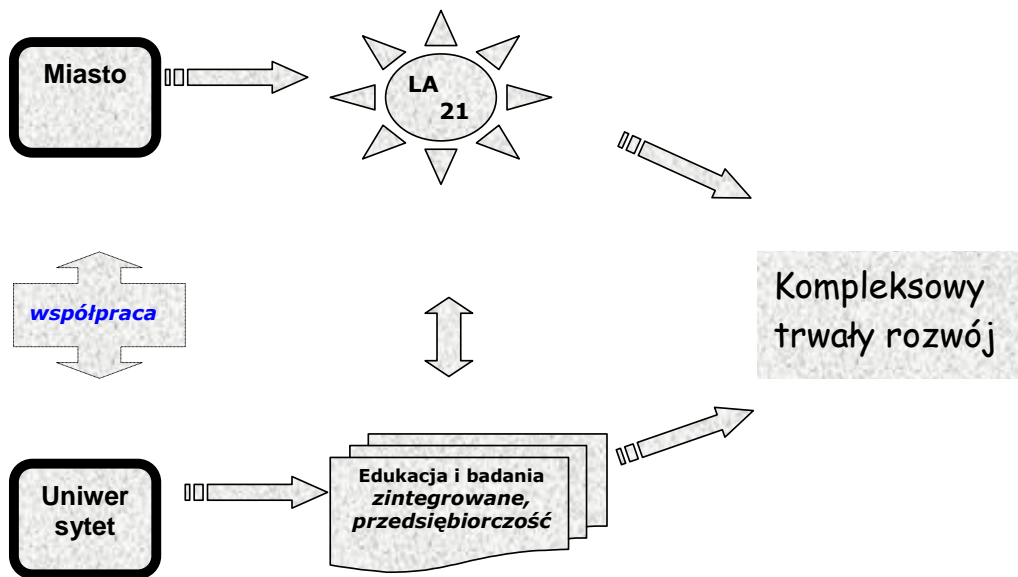 Miasto
LA
21
współpraca
Kompleksowy
trwały rozwój
Uniwer
sytet
Edukacja i badania
zintegrowane,
przedsiębiorczość